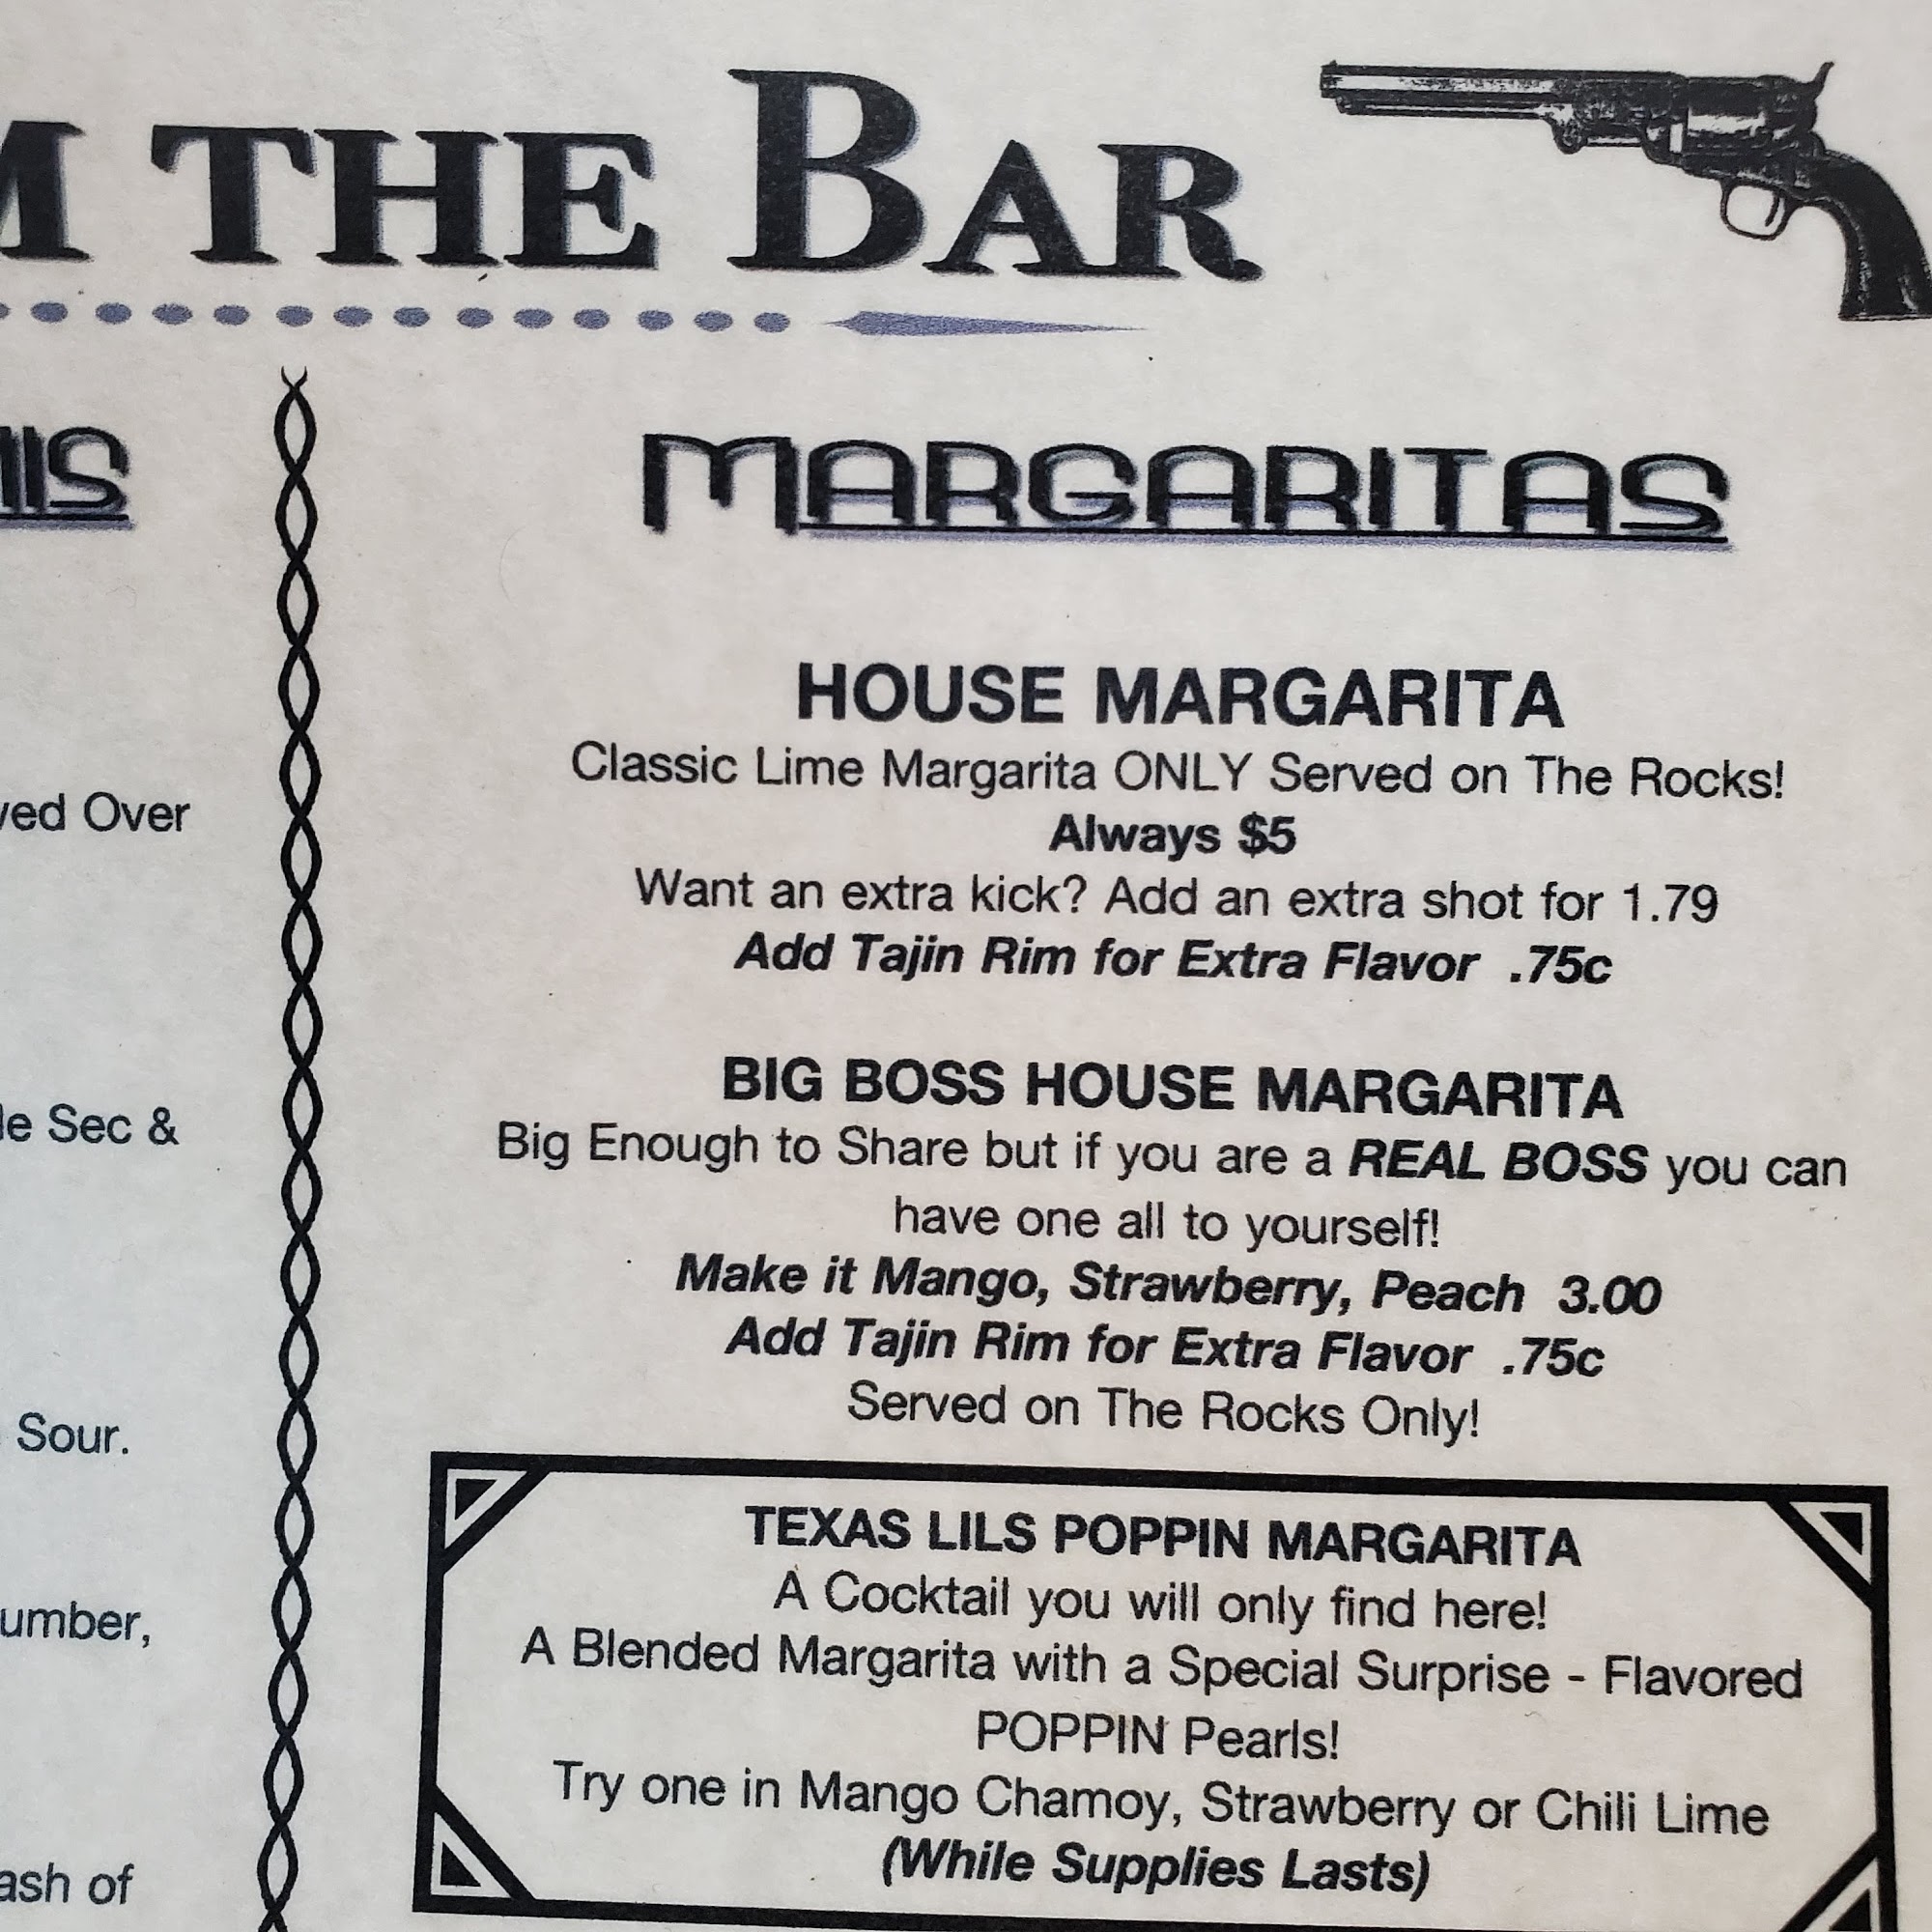 THE BAR
MARGARITAS
HOUSE MARGARITA
Classic Lime Margarita ONLY Served on The Rocks!
Always $5
Want an extra kick? Add an extra shot for 1.79
Add Tajin Rim for Extra Flavor .75c
BIG BOSS HOUSE MARGARITA
Big Enough to Share but if you are a REAL BOSS you can
have one all to yourself!
Make it Mango, Strawberry, Peach 3.00
Add Tajin Rim for Extra Flavor .75c
Served on The Rocks Only!
TEXAS LILS POPPIN MARGARITA
A Cocktail you will only find here!
A Blended Margarita with a Special Surprise - Flavored
POPPIN Pearls!
Try one in Mango Chamoy, Strawberry or Chili Lime
(While Supplies Lasts)
Over
Sec &
Sour.
of